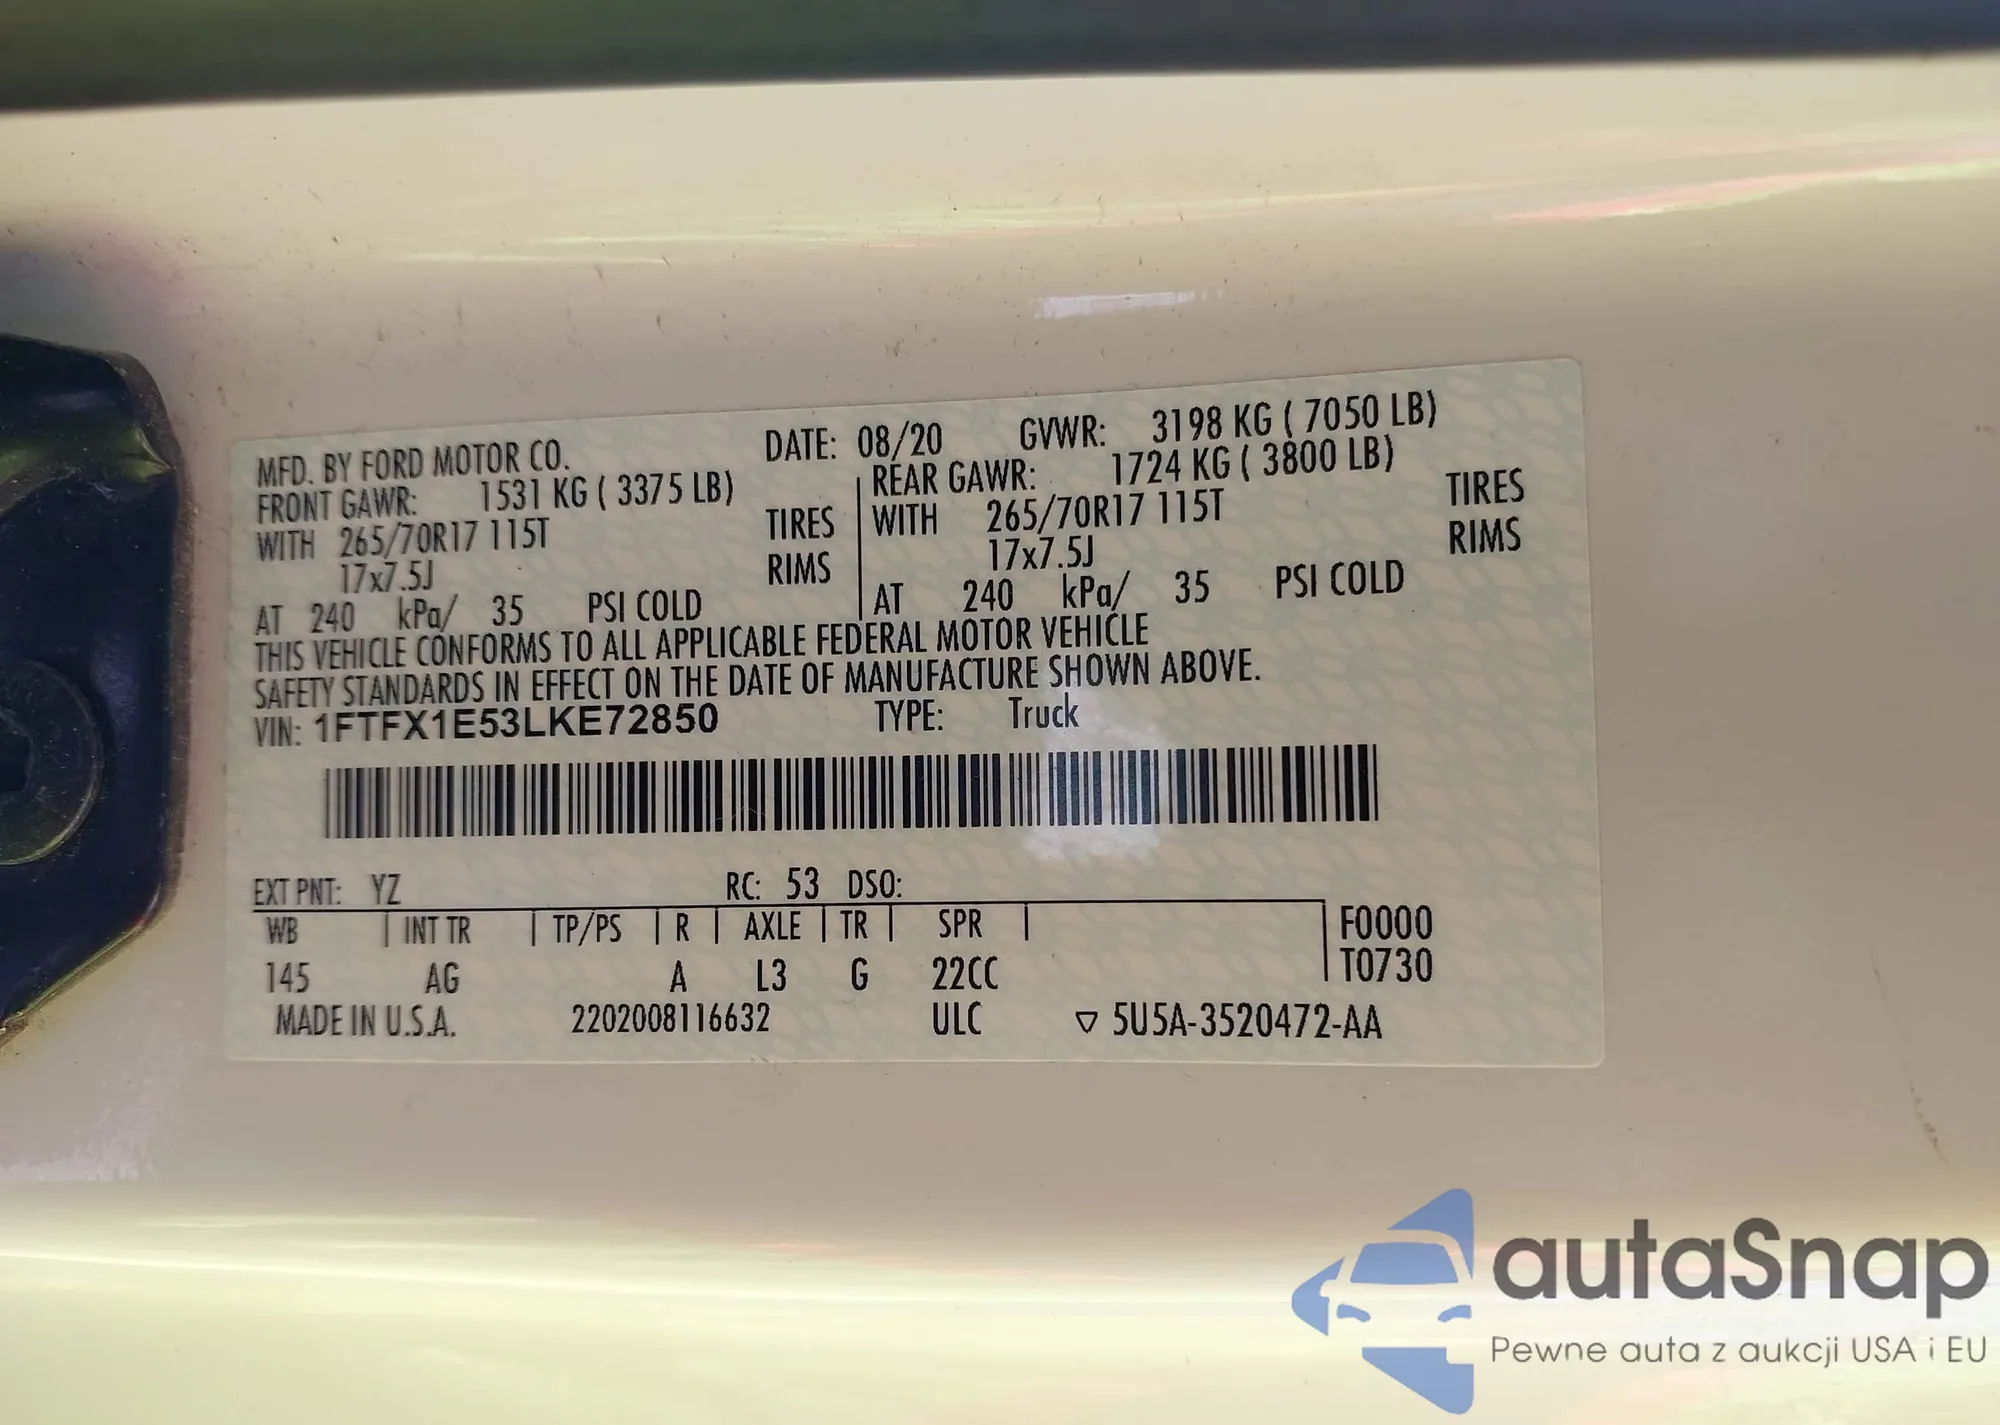 MFD. BY FORD MOTOR CO. DATE: 08/20 GVWR: 3198 KG ( 7050 LB)
FRONT GAWR: 1531 KG ( 3375 LB) REAR GAWR: 1724 KG ( 3800 LB)
WITH 265/70R17 115T TIRES WITH 265/70R17 115T TIRES
17x7.5J RIMS 17x7.5J RIMS
AT 240 kPa/ 35 PSI COLD AT 240 kPa/ 35 PSI COLD
THIS VEHICLE CONFORMS TO ALL APPLICABLE FEDERAL MOTOR VEHICLE
SAFETY STANDARDS IN EFFECT ON THE DATE OF MANUFACTURE SHOWN ABOVE.
VIN: 1FTFX1E53LKE72850 TYPE: Truck
EXT PNT: YZ RC: 53 DSO:
WB INT TR TP/PS R AXLE TR SPR F0000
145 AG A L3 G 22CC T0730
MADE IN U.S.A. 2202008116632 ULC ▽ 5U5A-3520472-AA
autaSnap
Pewne auta z aukcji USA i EU